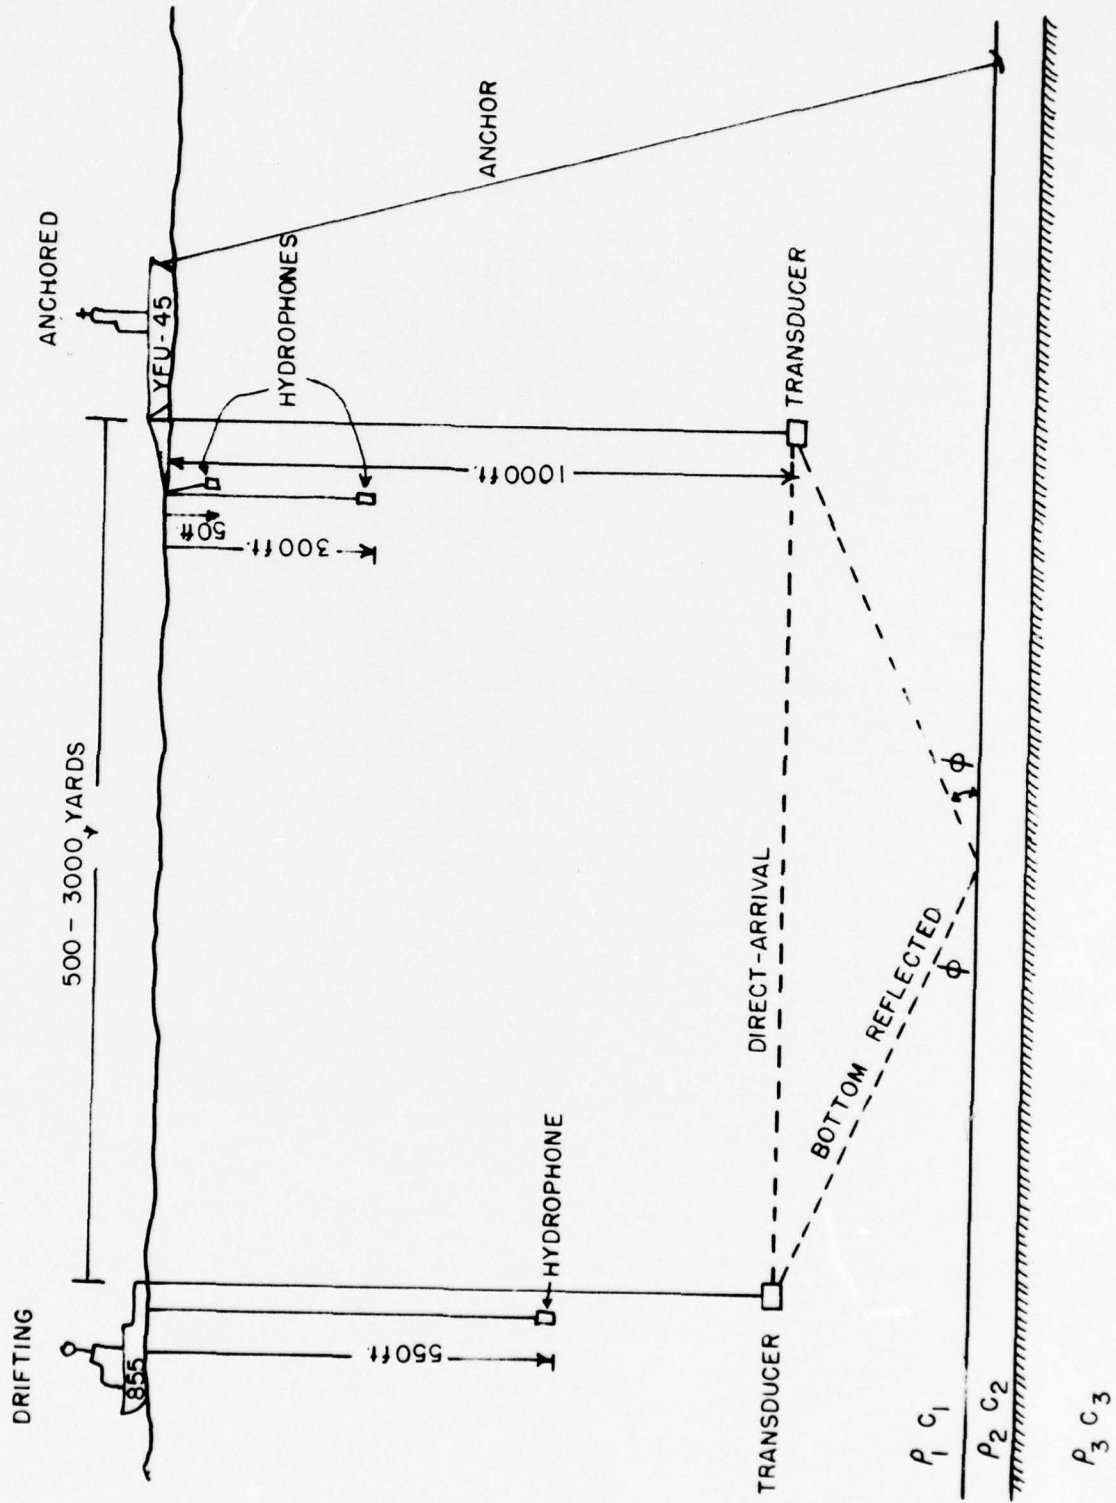 DRIFTING
ANCHORED
500 - 3000 YARDS
855
YFU-45
HYDROPHONES
ANCHOR
50 ft
300 ft.
1000 ft.
550 ft.
HYDROPHONE
TRANSDUCER
TRANSDUCER
DIRECT-ARRIVAL
BOTTOM REFLECTED
ϕ
ϕ
ρ₁ C₁
ρ₂ C₂
ρ₃ C₃